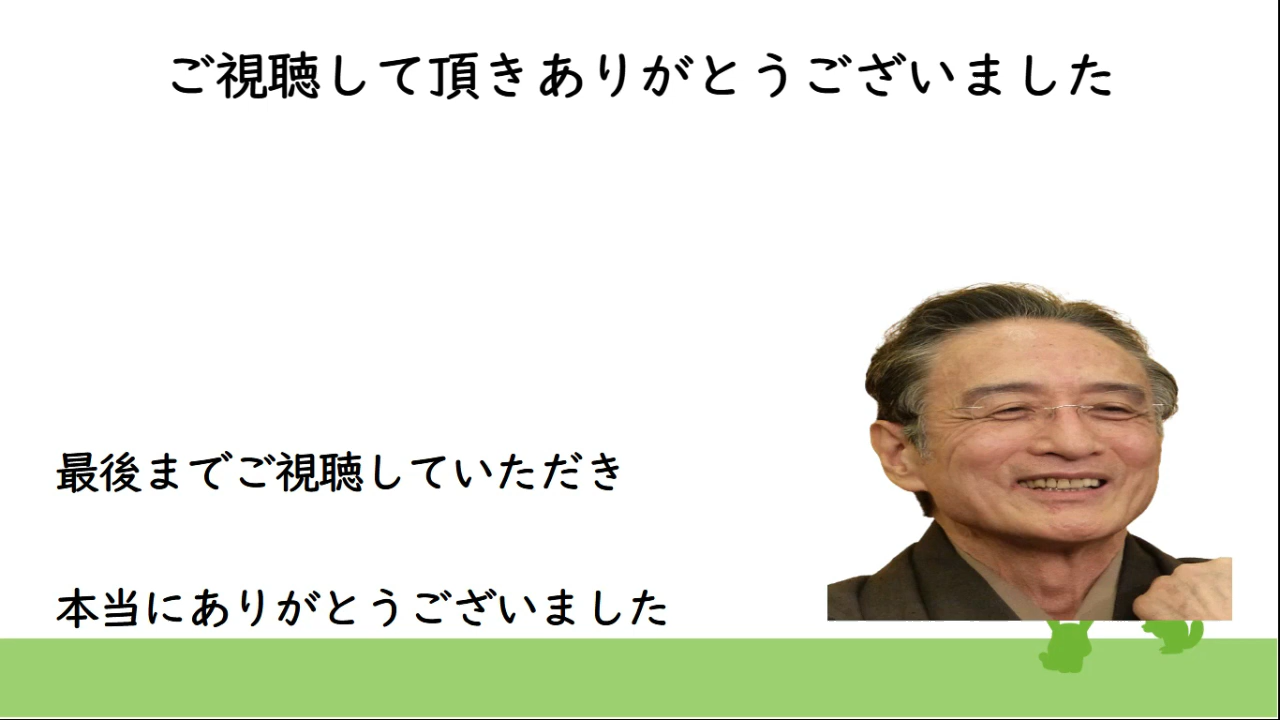 ご視聴して頂きありがとうございました
最後までご視聴していただき
本当にありがとうございました